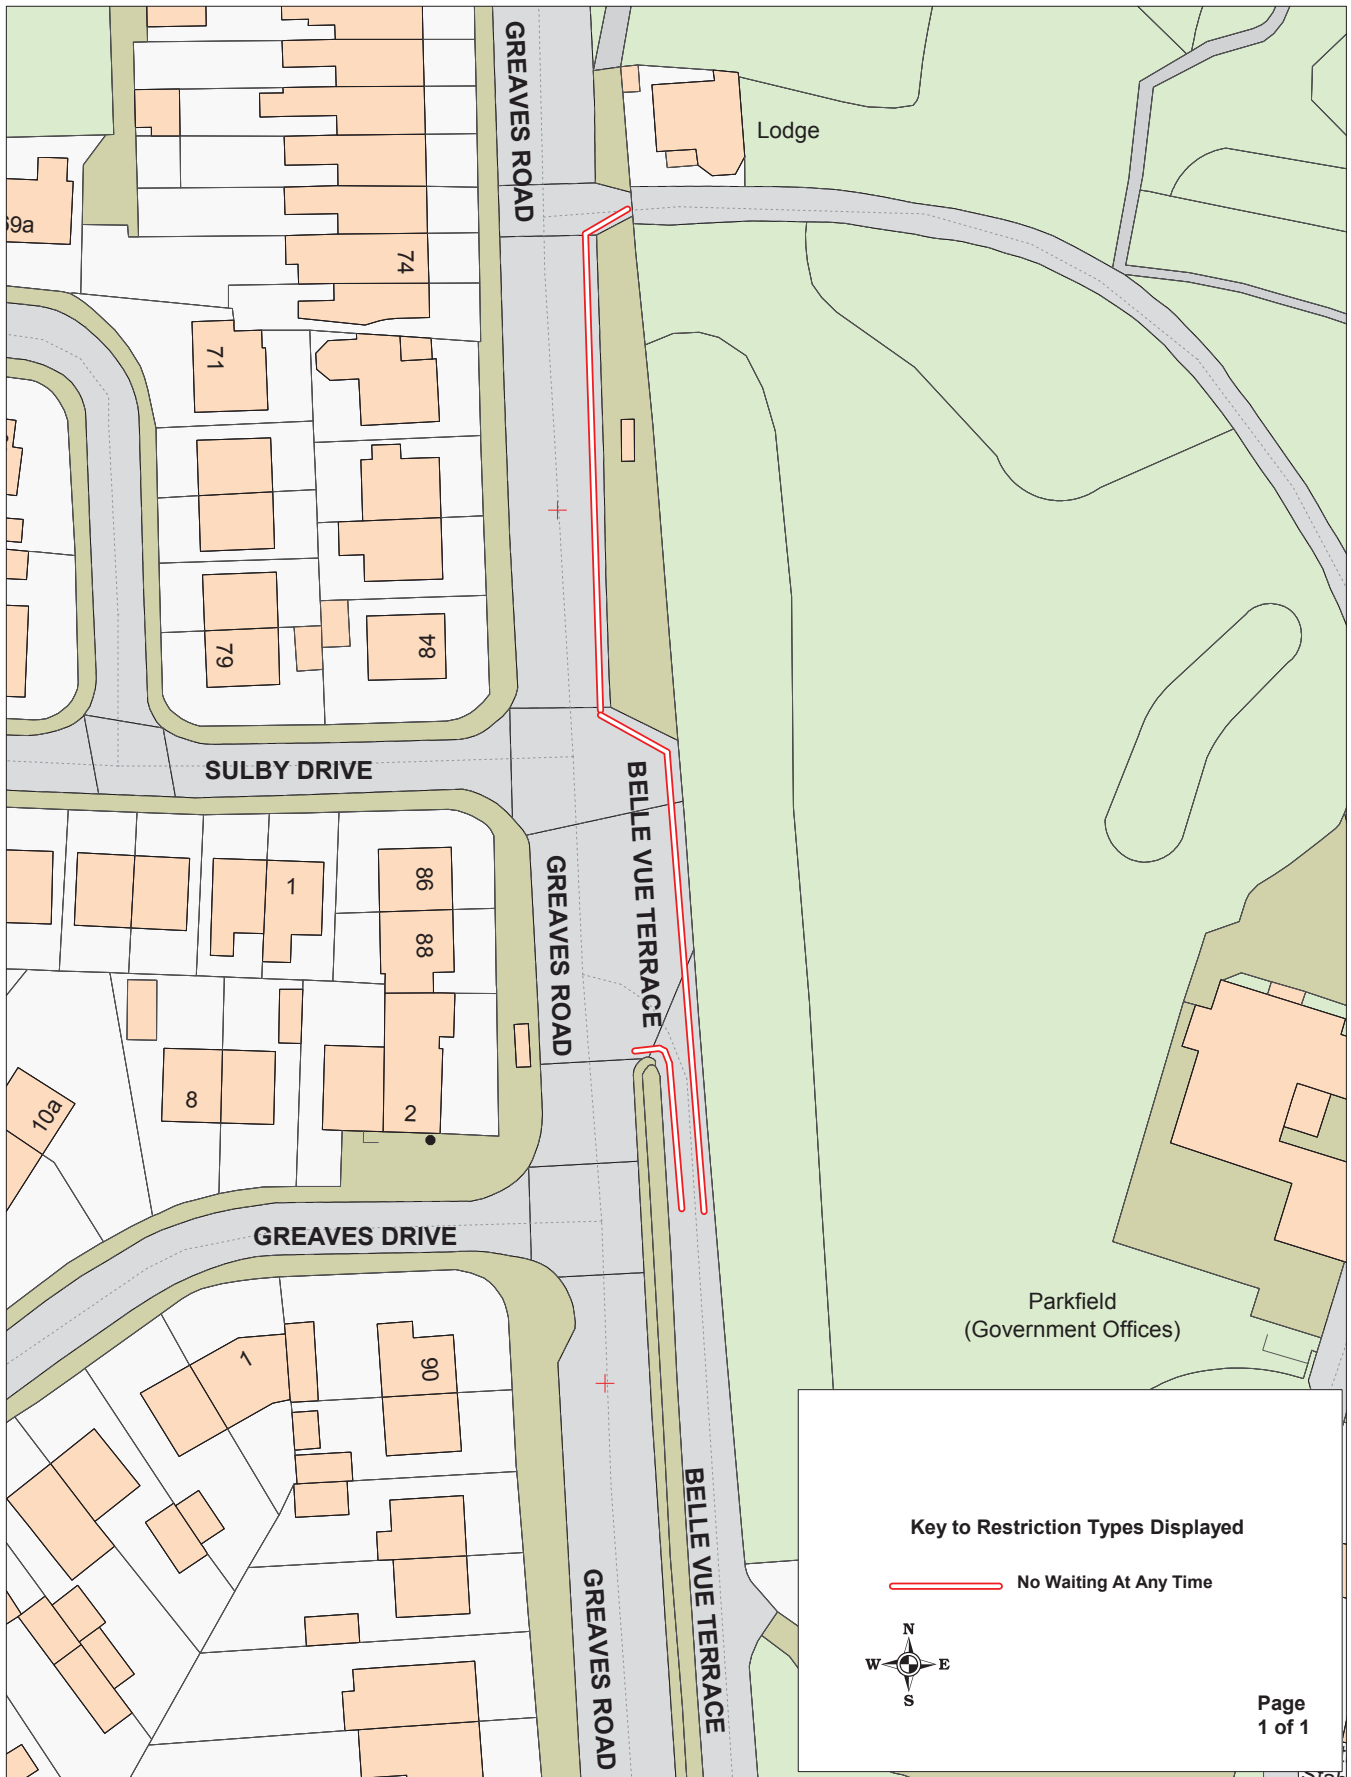 GREAVES ROAD
Lodge
69a
74
71
79
84
SULBY DRIVE
BELLE VUE TERRACE
GREAVES ROAD
1
86
88
8
2
10a
GREAVES DRIVE
1
90
Parkfield
(Government Offices)
BELLE VUE TERRACE
GREAVES ROAD
Key to Restriction Types Displayed
No Waiting At Any Time
N
W E
S
Page
1 of 1